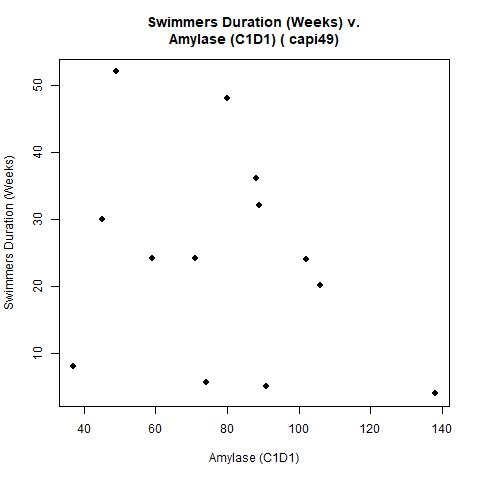 Swimmers Duration (Weeks) v.
Amylase (C1D1) ( capi49)
Swimmers Duration (Weeks)
50
40
30
20
10
40 60 80 100 120 140
Amylase (C1D1)